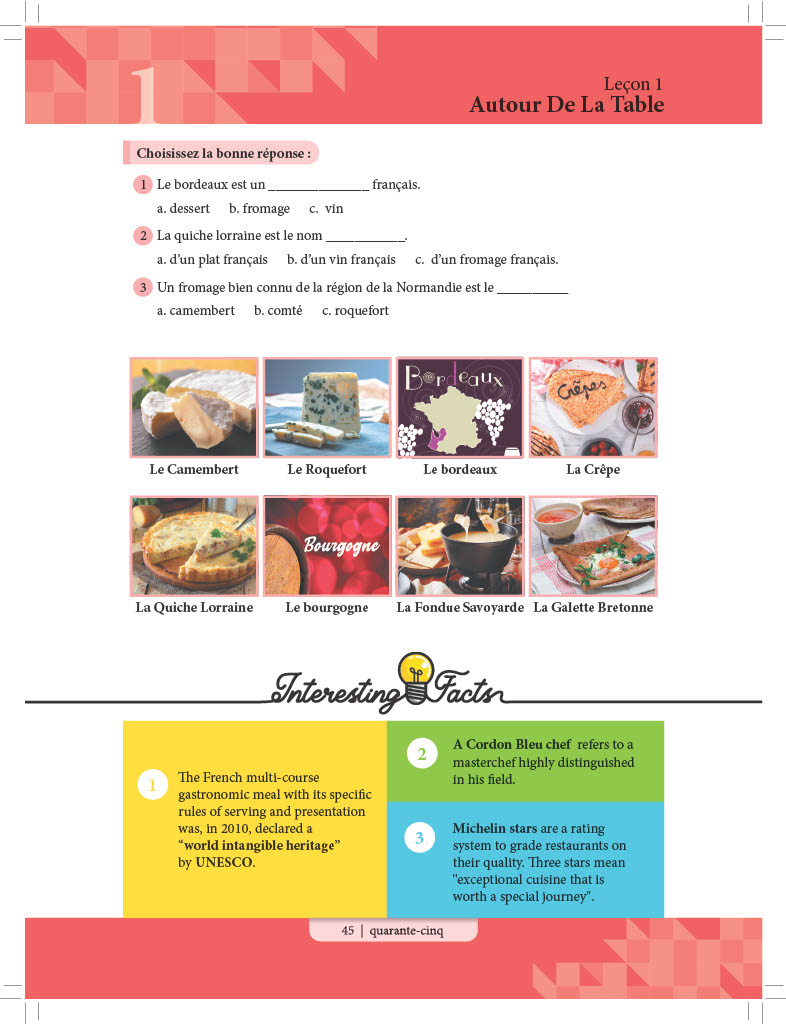 1
Leçon 1
Autour De La Table
Choisissez la bonne réponse :
1 Le bordeaux est un ______________ français.
a. dessert b. fromage c. vin
2 La quiche lorraine est le nom ___________.
a. d'un plat français b. d'un vin français c. d'un fromage français.
3 Un fromage bien connu de la région de la Normandie est le _________
a. camembert b. comté c. roquefort
Bordeaux
Crêpes
Le Camembert Le Roquefort Le bordeaux La Crêpe
Bourgogne
La Quiche Lorraine Le bourgogne La Fondue Savoyarde La Galette Bretonne
Interesting Facts
1
The French multi-course
gastronomic meal with its specific
rules of serving and presentation
was, in 2010, declared a
“world intangible heritage”
by UNESCO.
2
A Cordon Bleu chef refers to a
masterchef highly distinguished
in his field.
3
Michelin stars are a rating
system to grade restaurants on
their quality. Three stars mean
"exceptional cuisine that is
worth a special journey".
45 | quarante-cinq